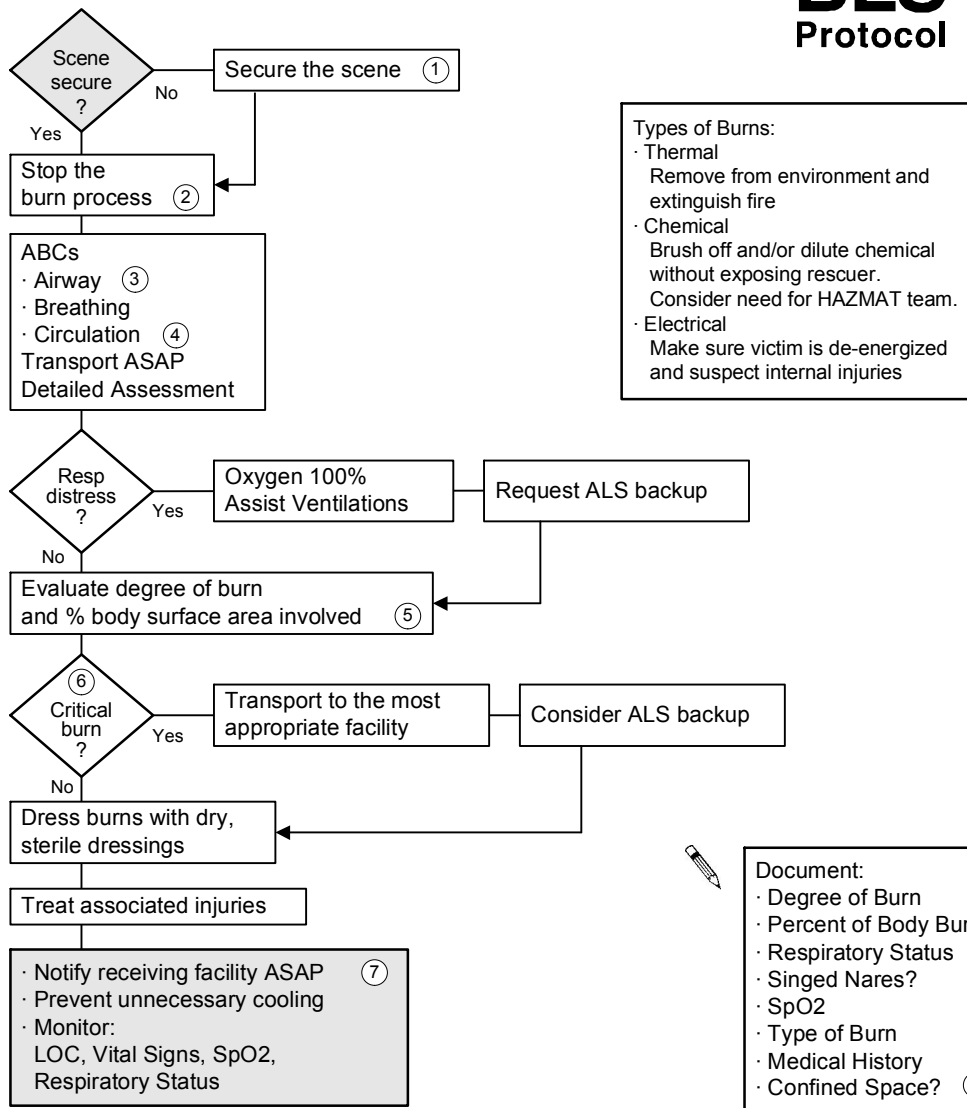 Protocol
Scene
secure
?
No
Yes
Secure the scene ①
Stop the
burn process ②
ABCs
· Airway ③
· Breathing
· Circulation ④
Transport ASAP
Detailed Assessment
Types of Burns:
· Thermal
Remove from environment and
extinguish fire
· Chemical
Brush off and/or dilute chemical
without exposing rescuer.
Consider need for HAZMAT team.
· Electrical
Make sure victim is de-energized
and suspect internal injuries
Resp
distress
?
Yes
No
Oxygen 100%
Assist Ventilations
Request ALS backup
Evaluate degree of burn
and % body surface area involved ⑤
⑥
Critical
burn
?
Yes
No
Transport to the most
appropriate facility
Consider ALS backup
Dress burns with dry,
sterile dressings
Treat associated injuries
· Notify receiving facility ASAP ⑦
· Prevent unnecessary cooling
· Monitor:
LOC, Vital Signs, SpO2,
Respiratory Status
Document:
· Degree of Burn
· Percent of Body
· Respiratory Status
· Singed Nares?
· SpO2
· Type of Burn
· Medical History
· Confined Space?